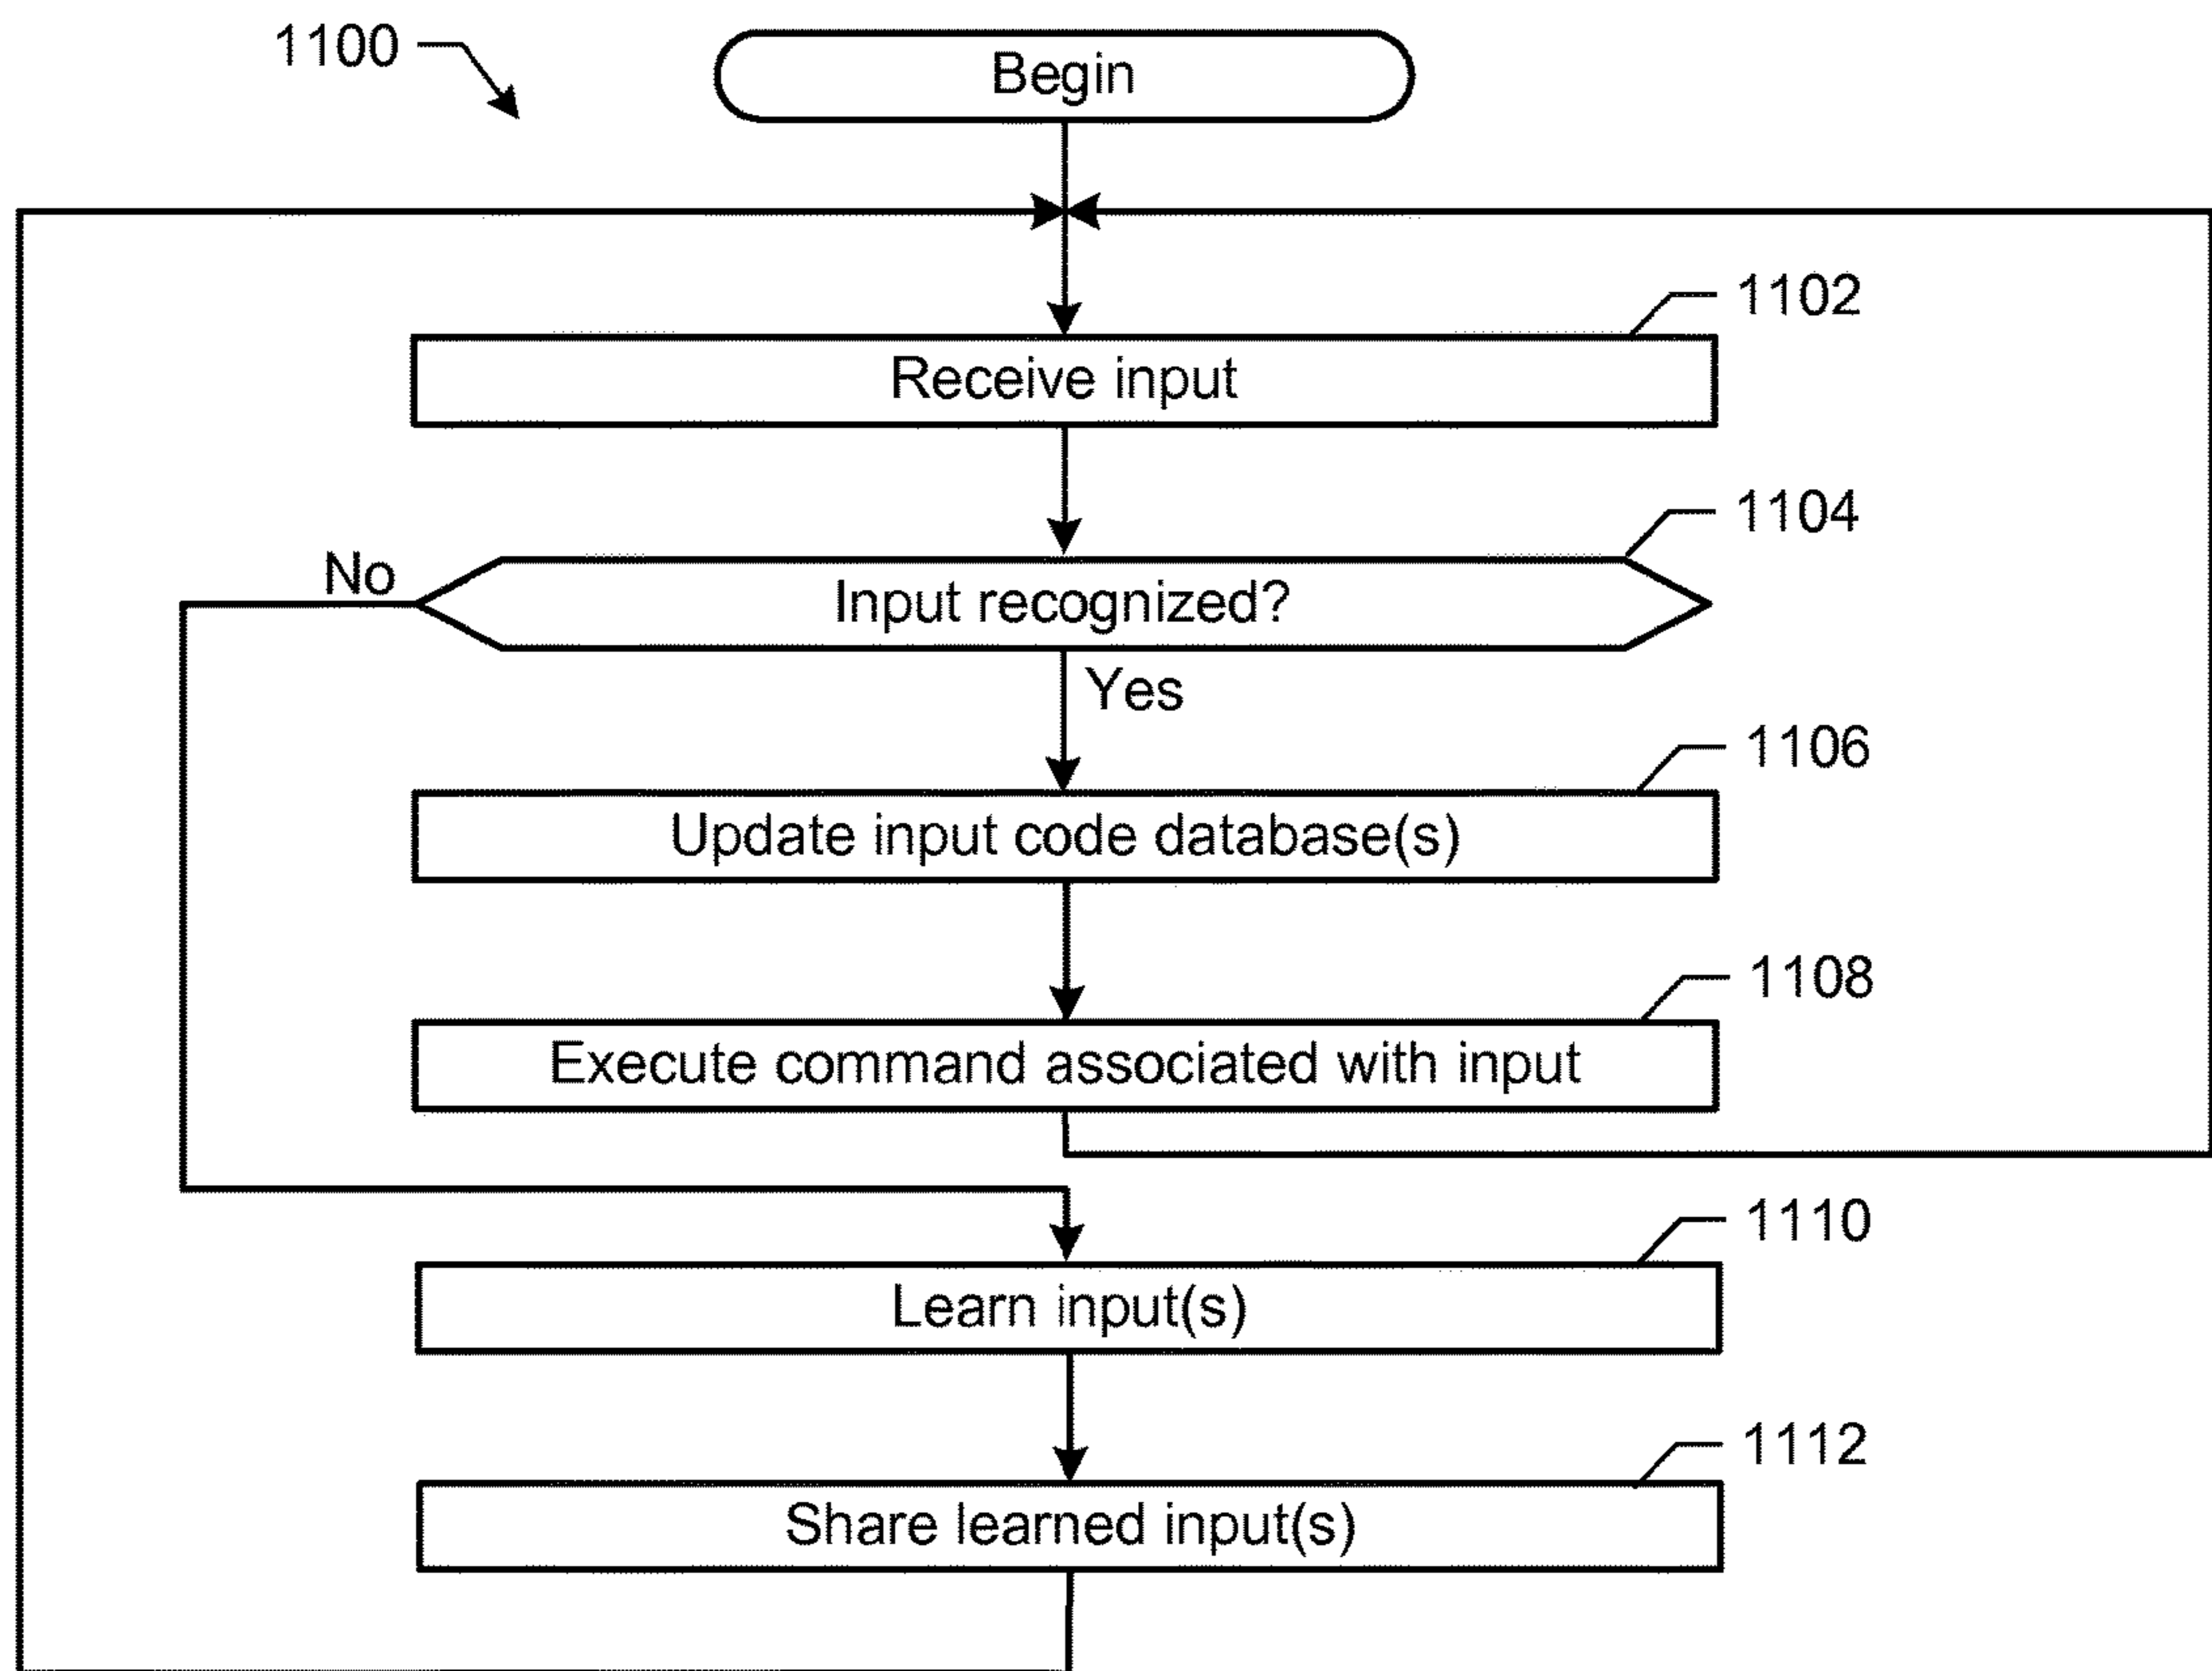 1100
Begin
1102
Receive input
1104
No
Input recognized?
Yes
1106
Update input code database(s)
1108
Execute command associated with input
1110
Learn input(s)
1112
Share learned input(s)